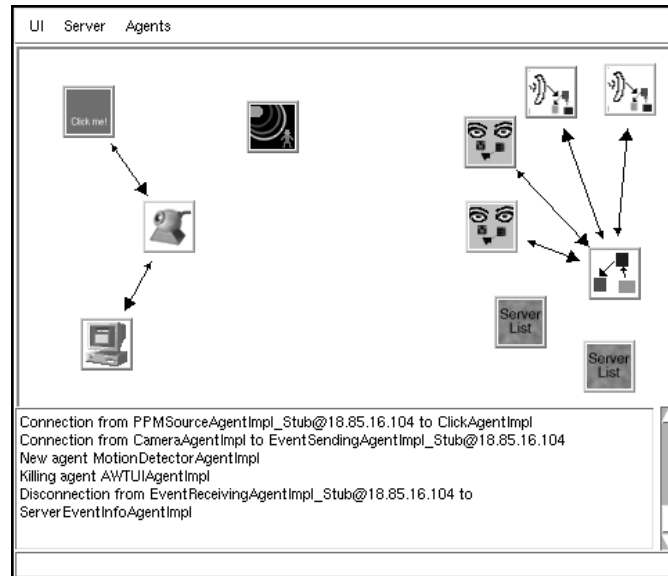 UI Server Agents
Click me!
Server
List
Server
List
Connection from PPMSourceAgentImpl_Stub@18.85.16.104 to ClickAgentImpl
Connection from CameraAgentImpl to EventSendingAgentImpl_Stub@18.85.16.104
New agent MotionDetectorAgentImpl
Killing agent AWTUIAgentImpl
Disconnection from EventReceivingAgentImpl_Stub@18.85.16.104 to
ServerEventInfoAgentImpl